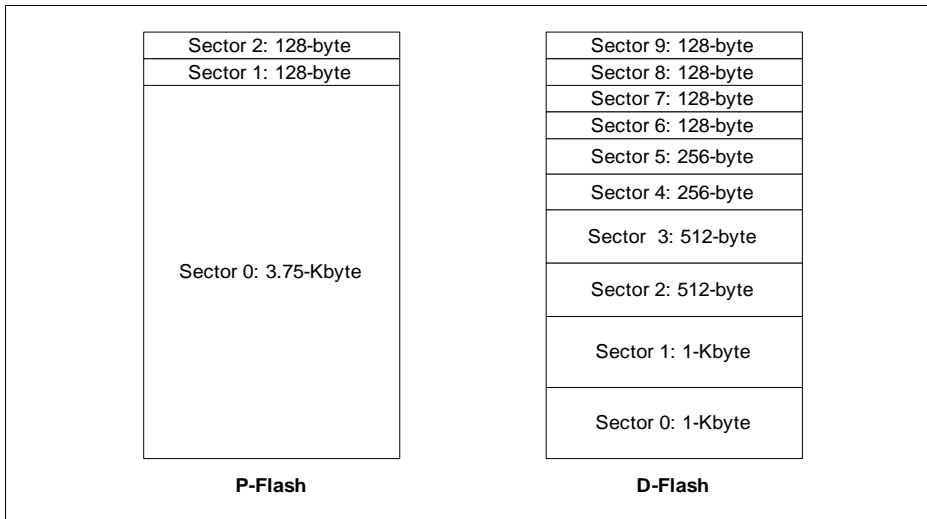 Sector 2: 128-byte
Sector 1: 128-byte
Sector 0: 3.75-Kbyte
P-Flash
Sector 9: 128-byte
Sector 8: 128-byte
Sector 7: 128-byte
Sector 6: 128-byte
Sector 5: 256-byte
Sector 4: 256-byte
Sector 3: 512-byte
Sector 2: 512-byte
Sector 1: 1-Kbyte
Sector 0: 1-Kbyte
D-Flash